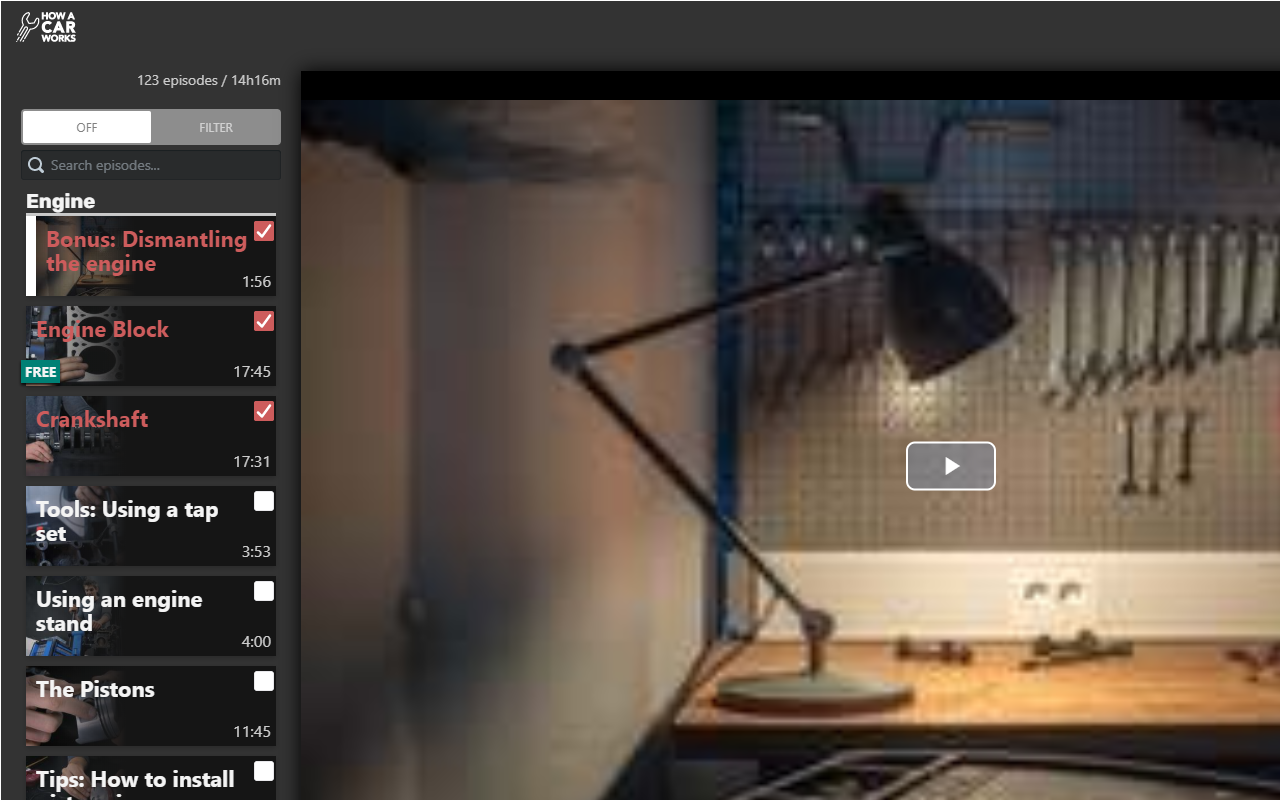 HOW A
CAR
WORKS
123 episodes / 14h16m
OFF
FILTER
Search episodes...
Engine
Bonus: Dismantling
the engine
1:56
Engine Block
FREE
17:45
Crankshaft
17:31
Tools: Using a tap
set
3:53
Using an engine
stand
4:00
The Pistons
11:45
Tips: How to install